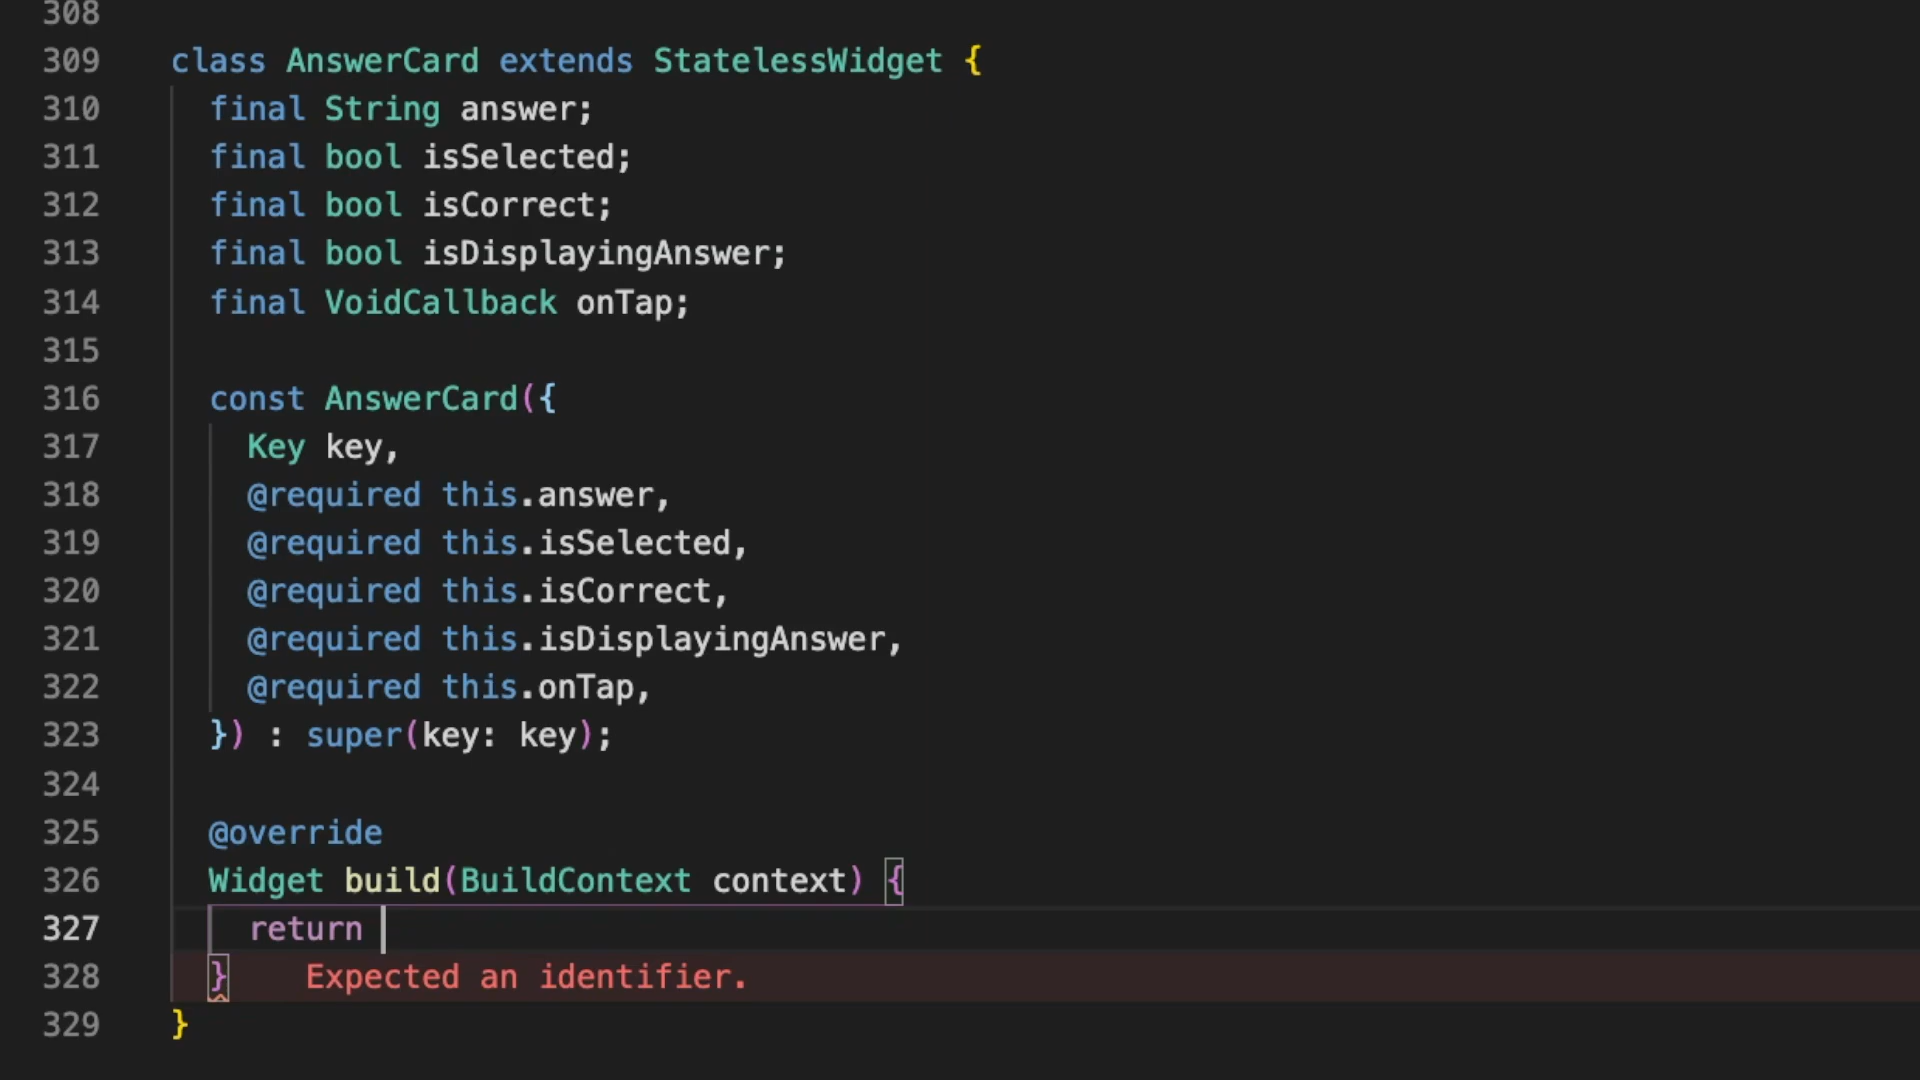 308
309 class AnswerCard extends StatelessWidget {
310 final String answer;
311 final bool isSelected;
312 final bool isCorrect;
313 final bool isDisplayingAnswer;
314 final VoidCallback onTap;
315
316 const AnswerCard({
317 Key key,
318 @required this.answer,
319 @required this.isSelected,
320 @required this.isCorrect,
321 @required this.isDisplayingAnswer,
322 @required this.onTap,
323 }) : super(key: key);
324
325 @override
326 Widget build(BuildContext context) {
327 return
328 } Expected an identifier.
329 }